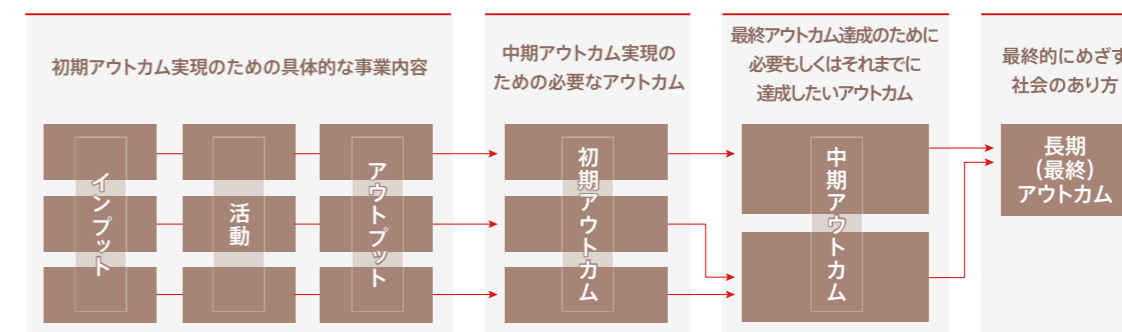 初期アウトカム実現のための具体的な事業内容
中期アウトカム実現の
ための必要なアウトカム
最終アウトカム達成のために
必要もしくはそれまでに
達成したいアウトカム
最終的にめざす
社会のあり方
インプット
活動
アウトプット
初期アウトカム
中期アウトカム
長期
(最終)
アウトカム